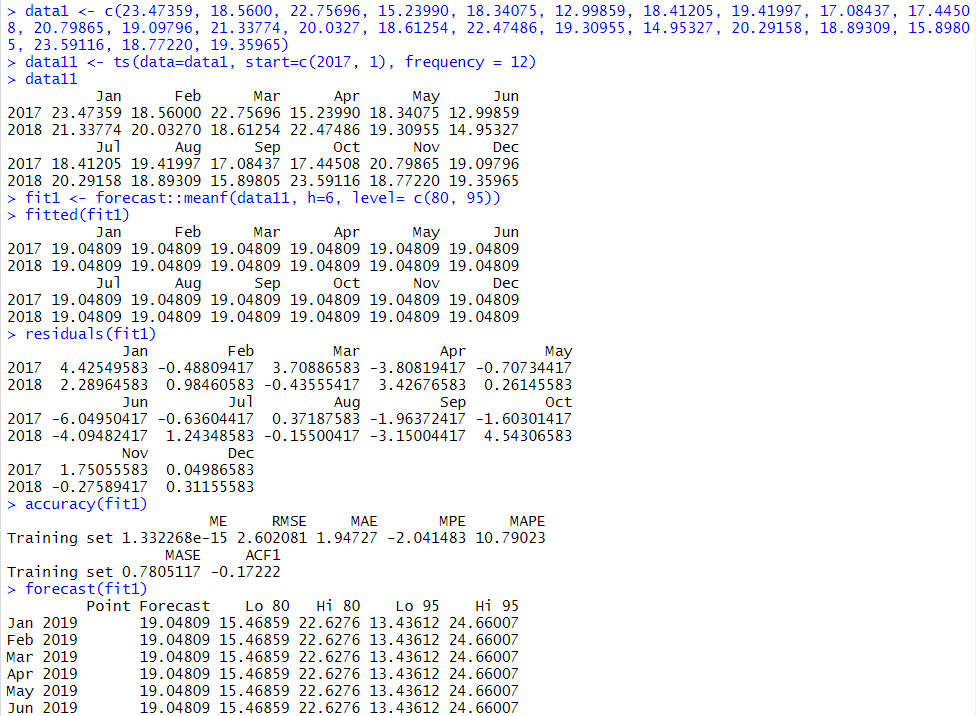 > data1 <- c(23.47359, 18.5600, 22.75696, 15.23990, 18.34075, 12.99859, 18.41205, 19.41991, 17.08437, 17.4450
8, 20.79865, 19.09796, 21.33774, 20.0327, 18.61254, 22.47486, 19.30955, 14.95327, 20.29158, 18.89309, 15.8980
5, 23.59116, 18.77220, 19.35965)
> data11 <- ts(data=data1, start=c(2017, 1), frequency = 12)
> data11
Jan Feb Mar Apr May Jun
2017 23.47359 18.56000 22.75696 15.23990 18.34075 12.99859
2018 21.33774 20.03270 18.61254 22.47486 19.30955 14.95327
Jul Aug Sep Oct Nov Dec
2017 18.41205 19.41997 17.08437 17.44508 20.79865 19.09796
2018 20.29158 18.89309 15.89805 23.59116 18.77220 19.35965
> fit1 <- forecast::meanf(data11, h=6, level= c(80, 95))
> fitted(fit1)
Jan Feb Mar Apr May Jun
2017 19.04809 19.04809 19.04809 19.04809 19.04809 19.04809
2018 19.04809 19.04809 19.04809 19.04809 19.04809 19.04809
Jul Aug Sep Oct Nov Dec
2017 19.04809 19.04809 19.04809 19.04809 19.04809 19.04809
2018 19.04809 19.04809 19.04809 19.04809 19.04809 19.04809
> residuals(fit1)
Jan Feb Mar Apr May
2017 4.42549583 -0.48809417 3.70886583 -3.80819417 -0.70734417
2018 2.28964583 0.98460583 -0.43555417 3.42676583 0.26145583
Jun Jul Aug Sep Oct
2017 -6.04950417 -0.63604417 0.37187583 -1.96372417 -1.60301417
2018 -4.09482417 1.24348583 -0.15500417 -3.15004417 4.54306583
Nov Dec
2017 1.75055583 0.04986583
2018 -0.27589417 0.31155583
> accuracy(fit1)
ME RMSE MAE MPE MAPE
Training set 1.332268e-15 2.602081 1.94727 -2.041483 10.79023
MASE ACF1
Training set 0.7805117 -0.17222
> forecast(fit1)
Point Forecast Lo 80 Hi 80 Lo 95 Hi 95
Jan 2019 19.04809 15.46859 22.6276 13.43612 24.66007
Feb 2019 19.04809 15.46859 22.6276 13.43612 24.66007
Mar 2019 19.04809 15.46859 22.6276 13.43612 24.66007
Apr 2019 19.04809 15.46859 22.6276 13.43612 24.66007
May 2019 19.04809 15.46859 22.6276 13.43612 24.66007
Jun 2019 19.04809 15.46859 22.6276 13.43612 24.66007